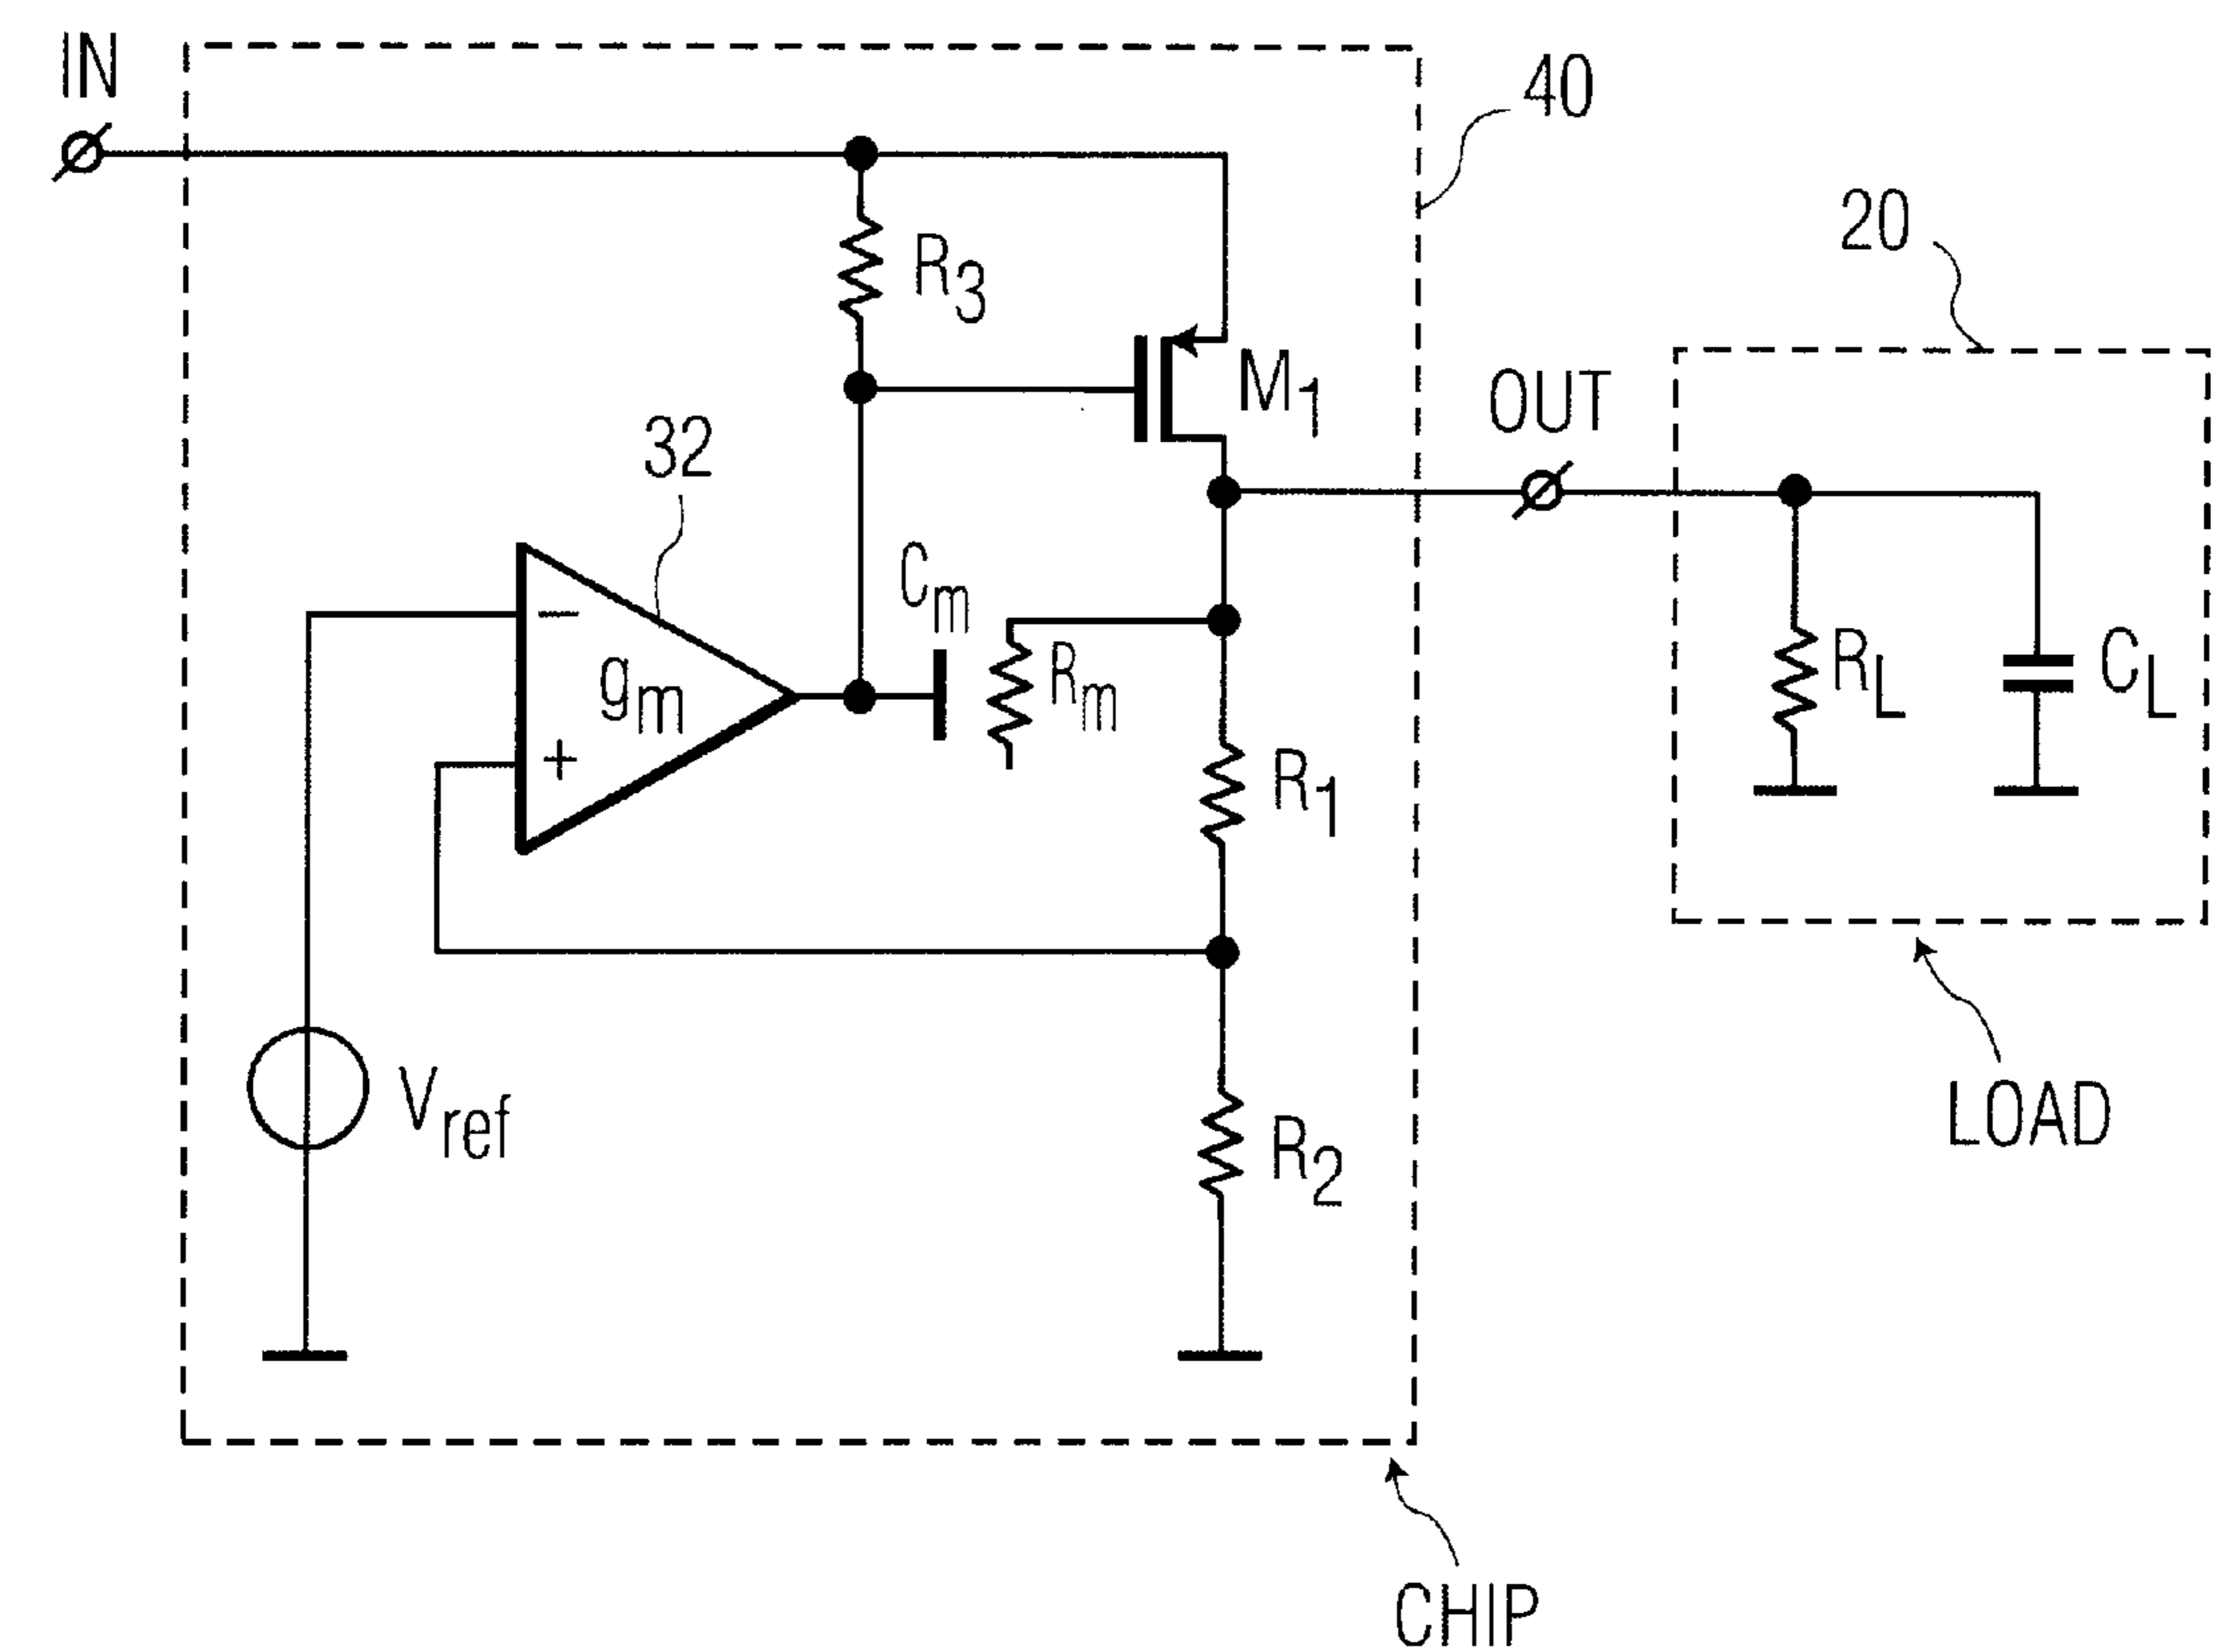 IN
40
20
R3
M1
OUT
32
Cm
Rm
−
gm
+
RL
CL
R1
Vref
R2
LOAD
CHIP